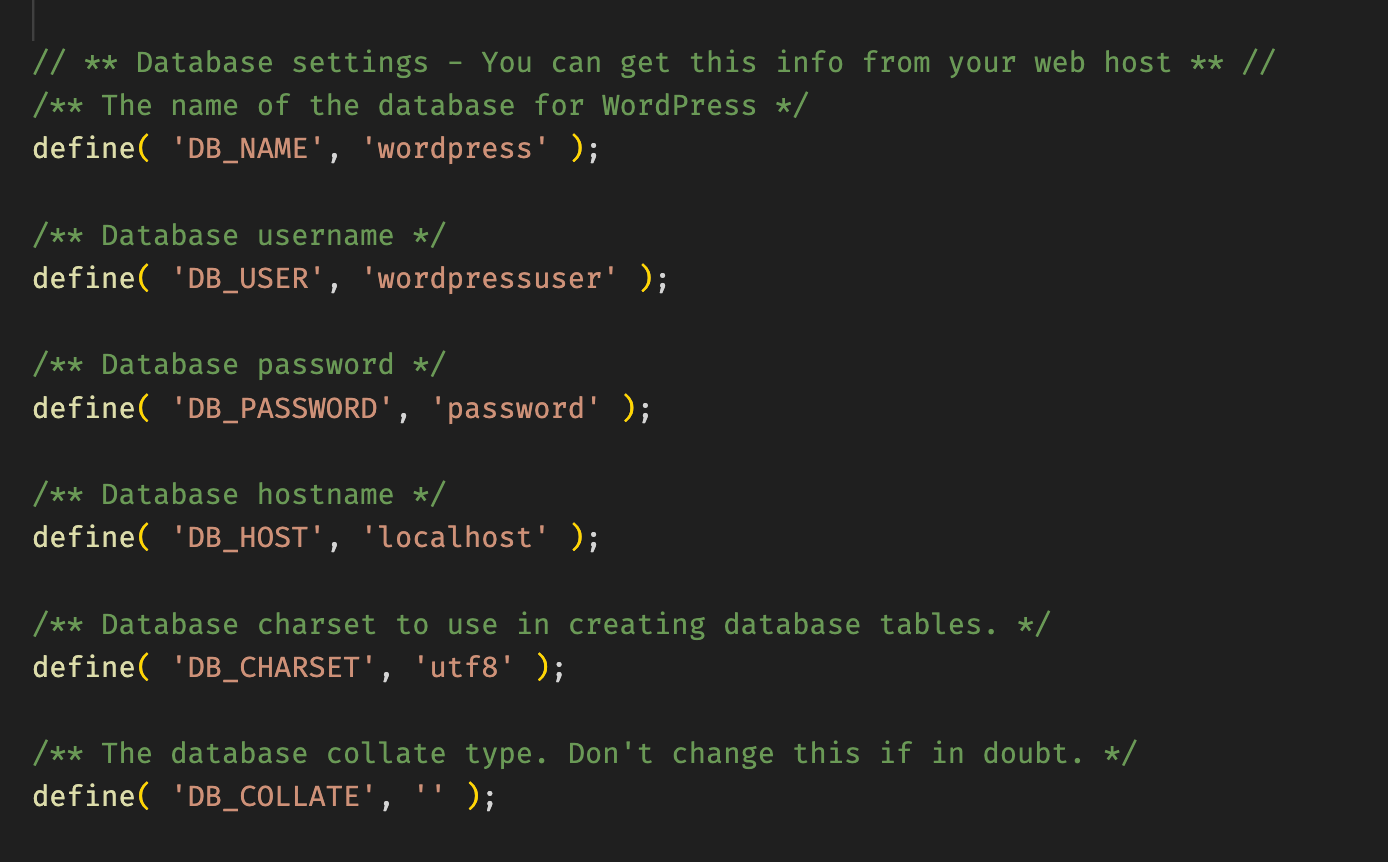 // ** Database settings - You can get this info from your web host ** //
/** The name of the database for WordPress */
define( 'DB_NAME', 'wordpress' );
/** Database username */
define( 'DB_USER', 'wordpressuser' );
/** Database password */
define( 'DB_PASSWORD', 'password' );
/** Database hostname */
define( 'DB_HOST', 'localhost' );
/** Database charset to use in creating database tables. */
define( 'DB_CHARSET', 'utf8' );
/** The database collate type. Don't change this if in doubt. */
define( 'DB_COLLATE', '' );